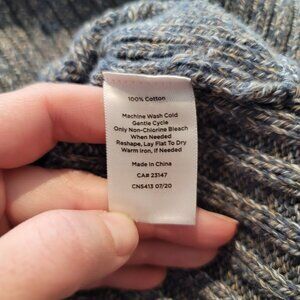 100% Cotton
Machine Wash Cold
Gentle Cycle
Only Non-Chlorine Bleach
When Needed
Reshape, Lay Flat To Dry
Warm Iron, If Needed
Made in China
CA# 23147
CNS413 07/20